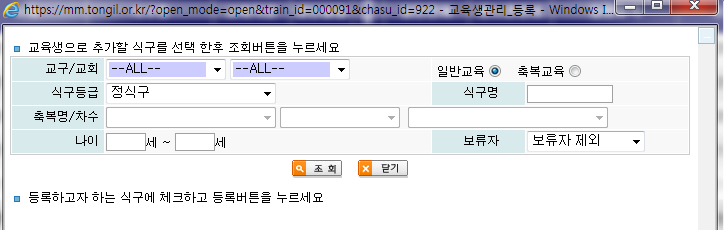 https://mm.tongil.or.kr/?open_mode=open&train_id=000091&chasu_id=922 - 교육생관리_등록 - Windows I...
교육생으로 추가할 식구를 선택 한후 조회버튼을 누르세요
교구/교회 --ALL-- --ALL-- 일반교육 축복교육
식구등급 정식구 식구명
축복명/차수
나이 세 ~ 세 보류자 보류자 제외
조 회 닫기
등록하고자 하는 식구에 체크하고 등록버튼을 누르세요